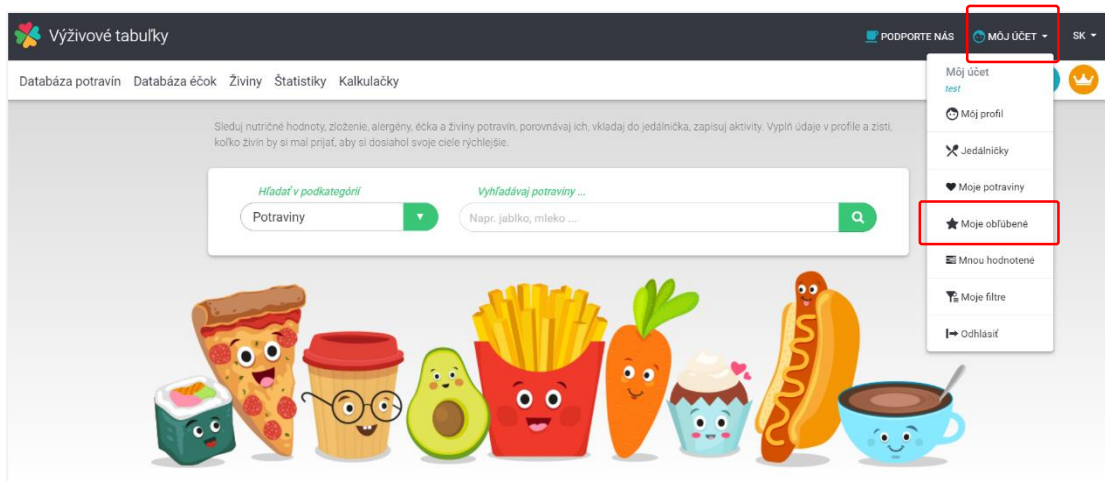 Výživové tabuľky
PODPORTE NÁS
MÔJ ÚČET
SK
Databáza potravín Databáza éčok Živiny Štatistiky Kalkulačky
Môj účet
test
Môj profil
Jedálničky
Moje potraviny
Moje obľúbené
Mnou hodnotené
Moje filtre
Odhlásiť
Sleduj nutričné hodnoty, zloženie, alergény, éčka a živiny potravín, porovnávaj ich, vkladaj do jedálnička, zapisuj aktivity. Vyplň údaje v profile a zisti,
koľko živín by si mal prijať, aby si dosiahol svoje ciele rýchlejšie.
Hľadať v podkategórií
Vyhľadávaj potraviny ...
Potraviny
Napr. jablko, mleko ...